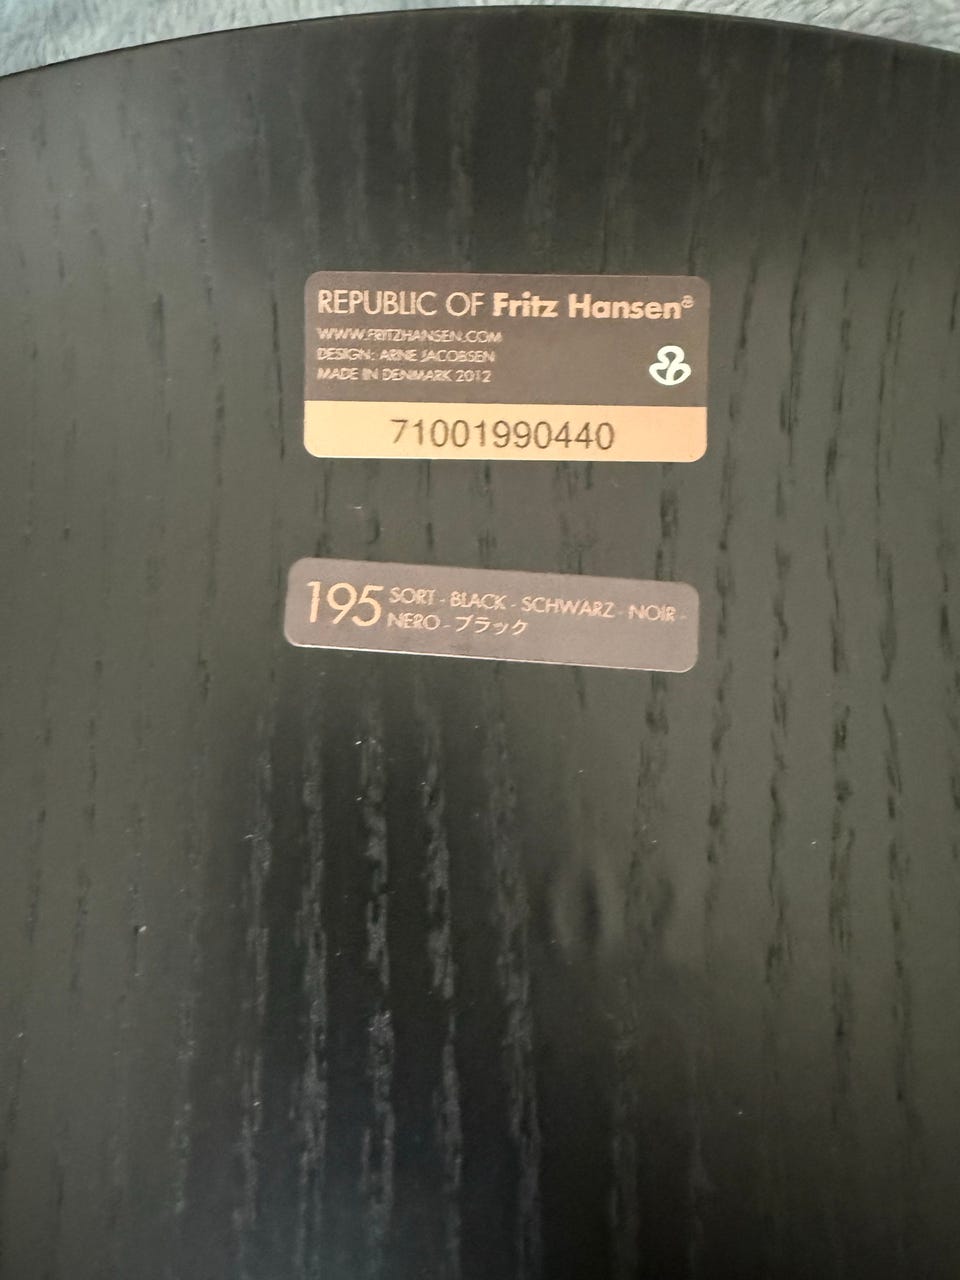 REPUBLIC OF Fritz Hansen®
WWW.FRITZHANSEN.COM
DESIGN: ARNE JACOBSEN
MADE IN DENMARK 2012
71001990440
195 SORT - BLACK - SCHWARZ - NOIR -
NERO - ブラック